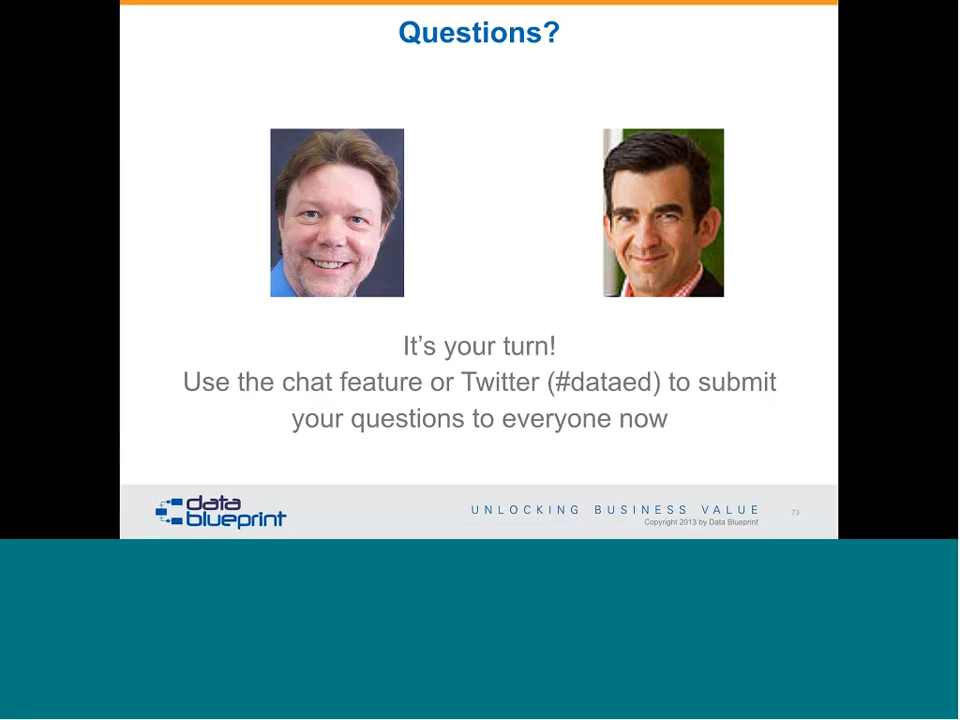 Questions?
It's your turn!
Use the chat feature or Twitter (#dataed) to submit
your questions to everyone now
data
blueprint
UNLOCKING BUSINESS VALUE
Copyright 2013 by Data Blueprint
73